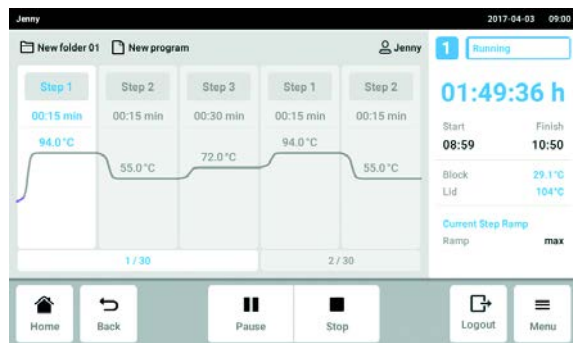 Jenny
2017-04-03 09:00
New folder 01 New program Jenny
1 Running
Step 1 Step 2 Step 3 Step 1 Step 2
01:49:36 h
00:15 min 00:15 min 00:30 min 00:15 min 00:15 min
Start Finish
08:59 10:50
94.0°C 55.0°C 72.0°C 94.0°C 55.0°C
Block 29.1°C
Lid 104°C
Current Step Ramp
Ramp max
1 / 30 2 / 30
Home Back Pause Stop Logout Menu